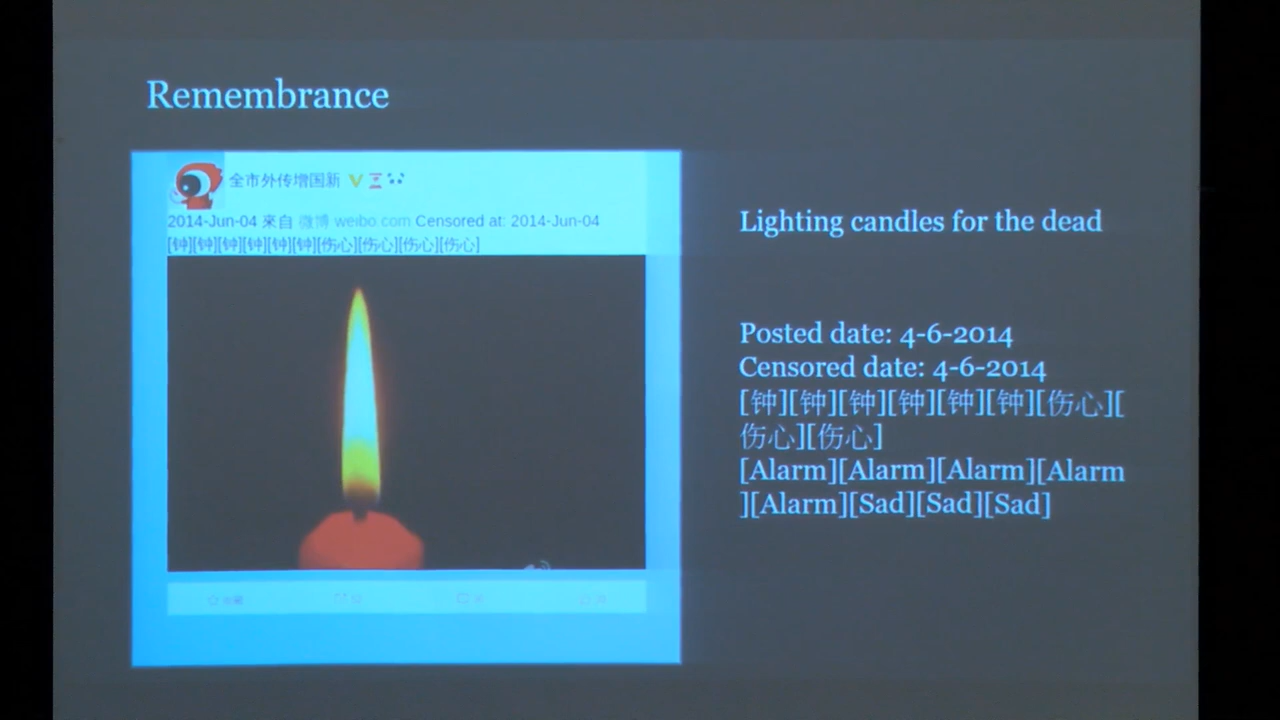 Remembrance
全市外传增国新
2014-Jun-04 來自 微博 weibo.com Censored at: 2014-Jun-04
[钟][钟][钟][钟][钟][钟][伤心][伤心][伤心][伤心]
Lighting candles for the dead
Posted date: 4-6-2014
Censored date: 4-6-2014
[钟][钟][钟][钟][钟][钟][伤心][
伤心][伤心]
[Alarm][Alarm][Alarm][Alarm
][Alarm][Sad][Sad][Sad]